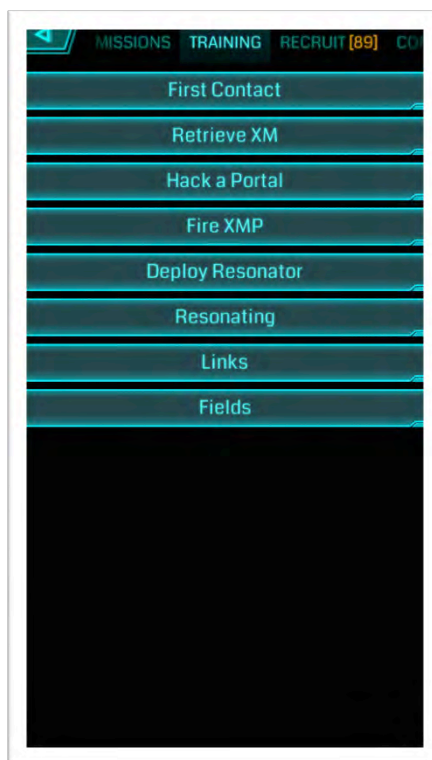 MISSIONS TRAINING RECRUIT [89]
First Contact
Retrieve XM
Hack a Portal
Fire XMP
Deploy Resonator
Resonating
Links
Fields